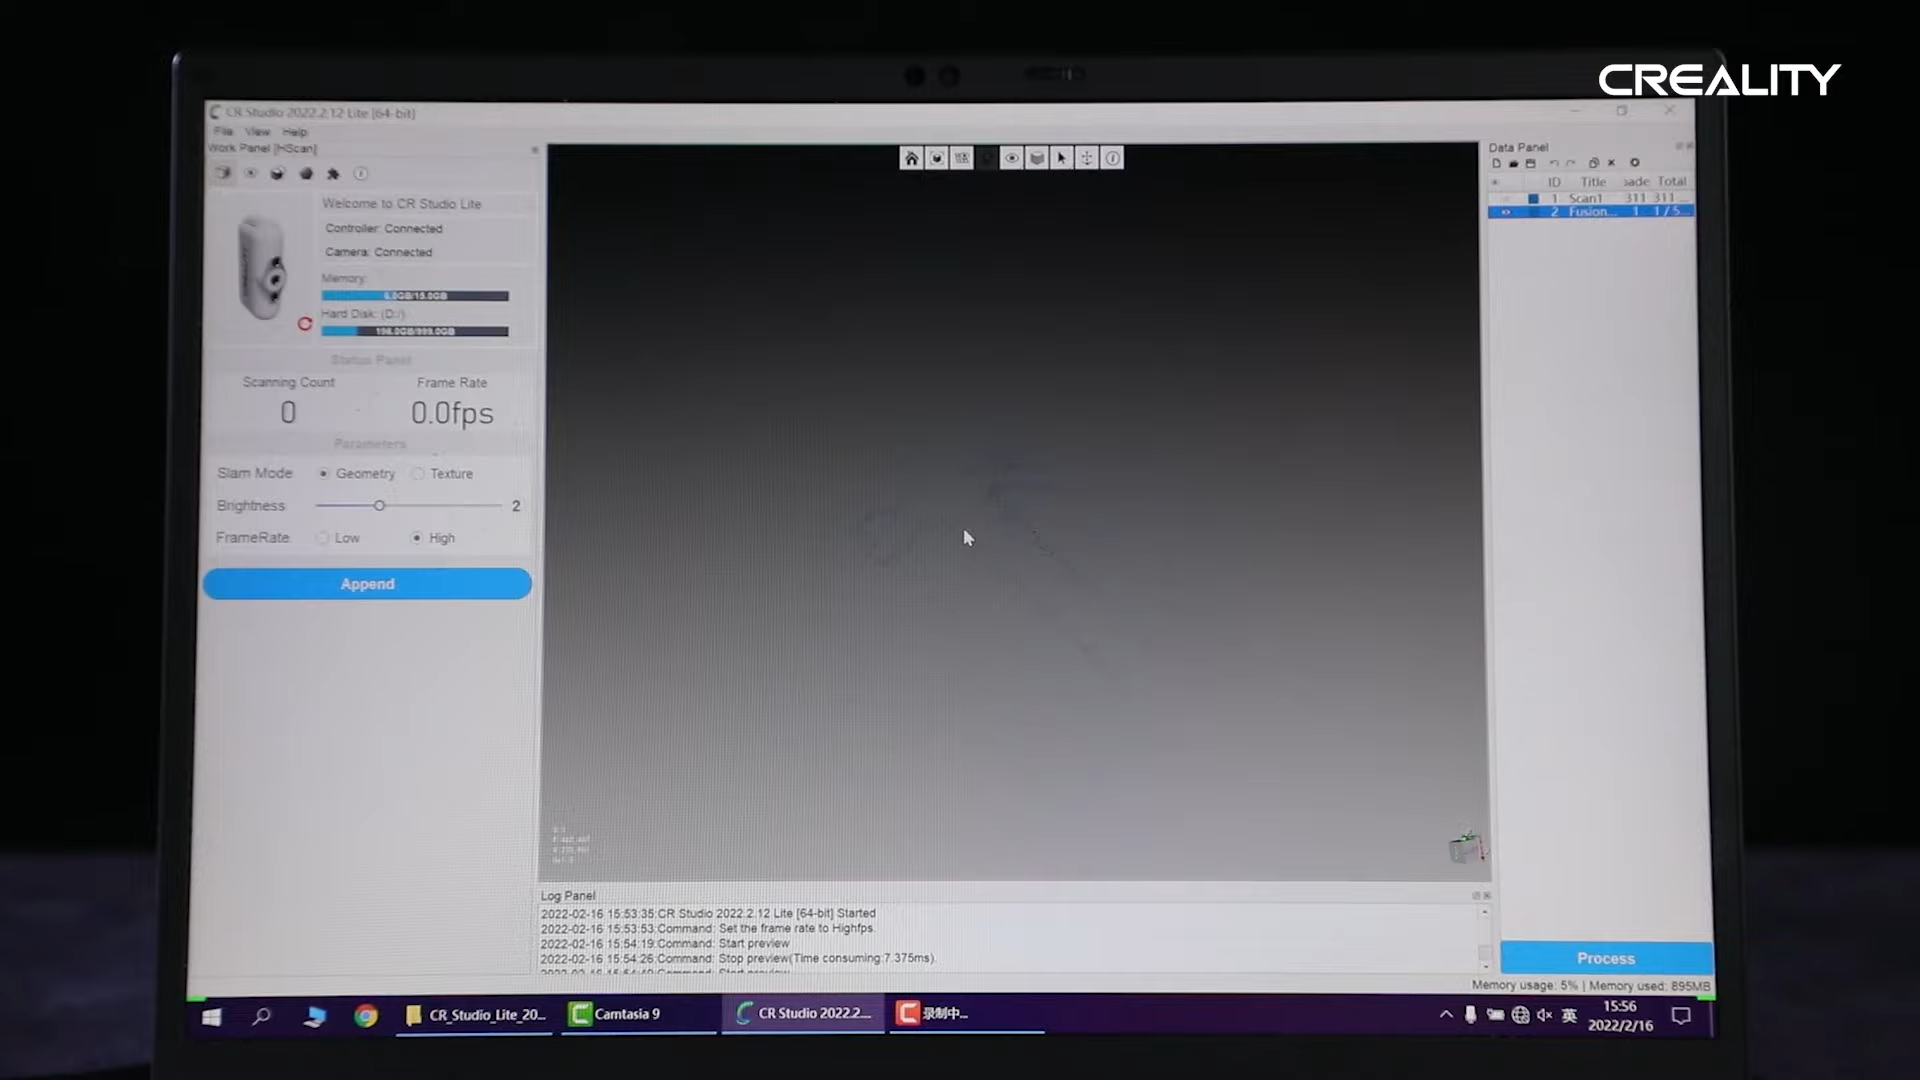 CREALITY
CR Studio 2022.2.12 Lite [64-bit]
File View Help
Work Panel [HScan]
Welcome to CR Studio Lite
Controller: Connected
Camera: Connected
Memory:
6.0GB/15.0GB
Hard Disk: (D:/)
Status Panel
Scanning Count Frame Rate
0 0.0fps
Parameters
Slam Mode Geometry Texture
Brightness 2
FrameRate Low High
Append
Data Panel
ID Title Total
1 Scan1 311 311 ...
2 Fusion... 1 1 / 5...
Log Panel
2022-02-16 15:53:35:CR Studio 2022.2.12 Lite [64-bit] Started
2022-02-16 15:53:53:Command: Set the frame rate to Highfps.
2022-02-16 15:54:19:Command: Start preview
2022-02-16 15:54:26:Command: Stop preview(Time consuming:7.375ms).
Process
Memory usage: 5% | Memory used: 895MB
CR_Studio_Lite_20...
Camtasia 9
CR Studio 2022.2....
录制中...
英
15:56
2022/2/16